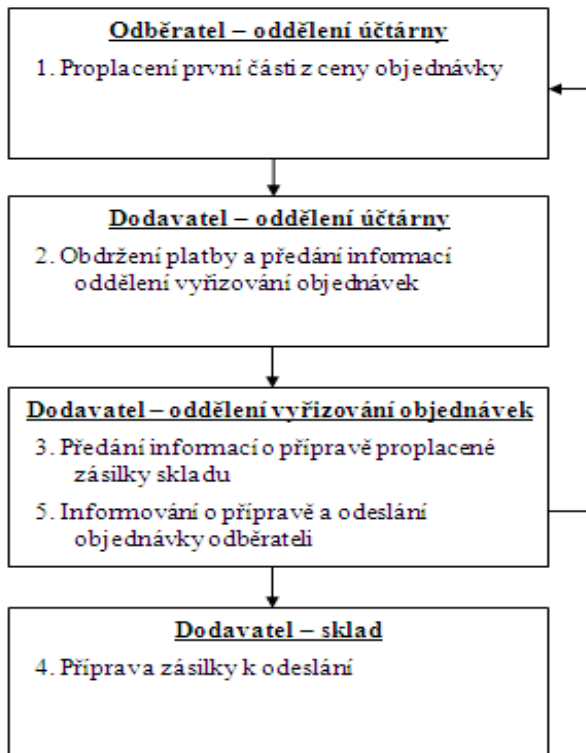 Odběratel – oddělení účtárny
1. Proplacení první části z ceny objednávky
Dodavatel – oddělení účtárny
2. Obdržení platby a předání informací
oddělení vyřizování objednávek
Dodavatel – oddělení vyřizování objednávek
3. Předání informací o přípravě proplacené
zásilky skladu
5. Informování o přípravě a odeslání
objednávky odběrateli
Dodavatel – sklad
4. Příprava zásilky k odeslání